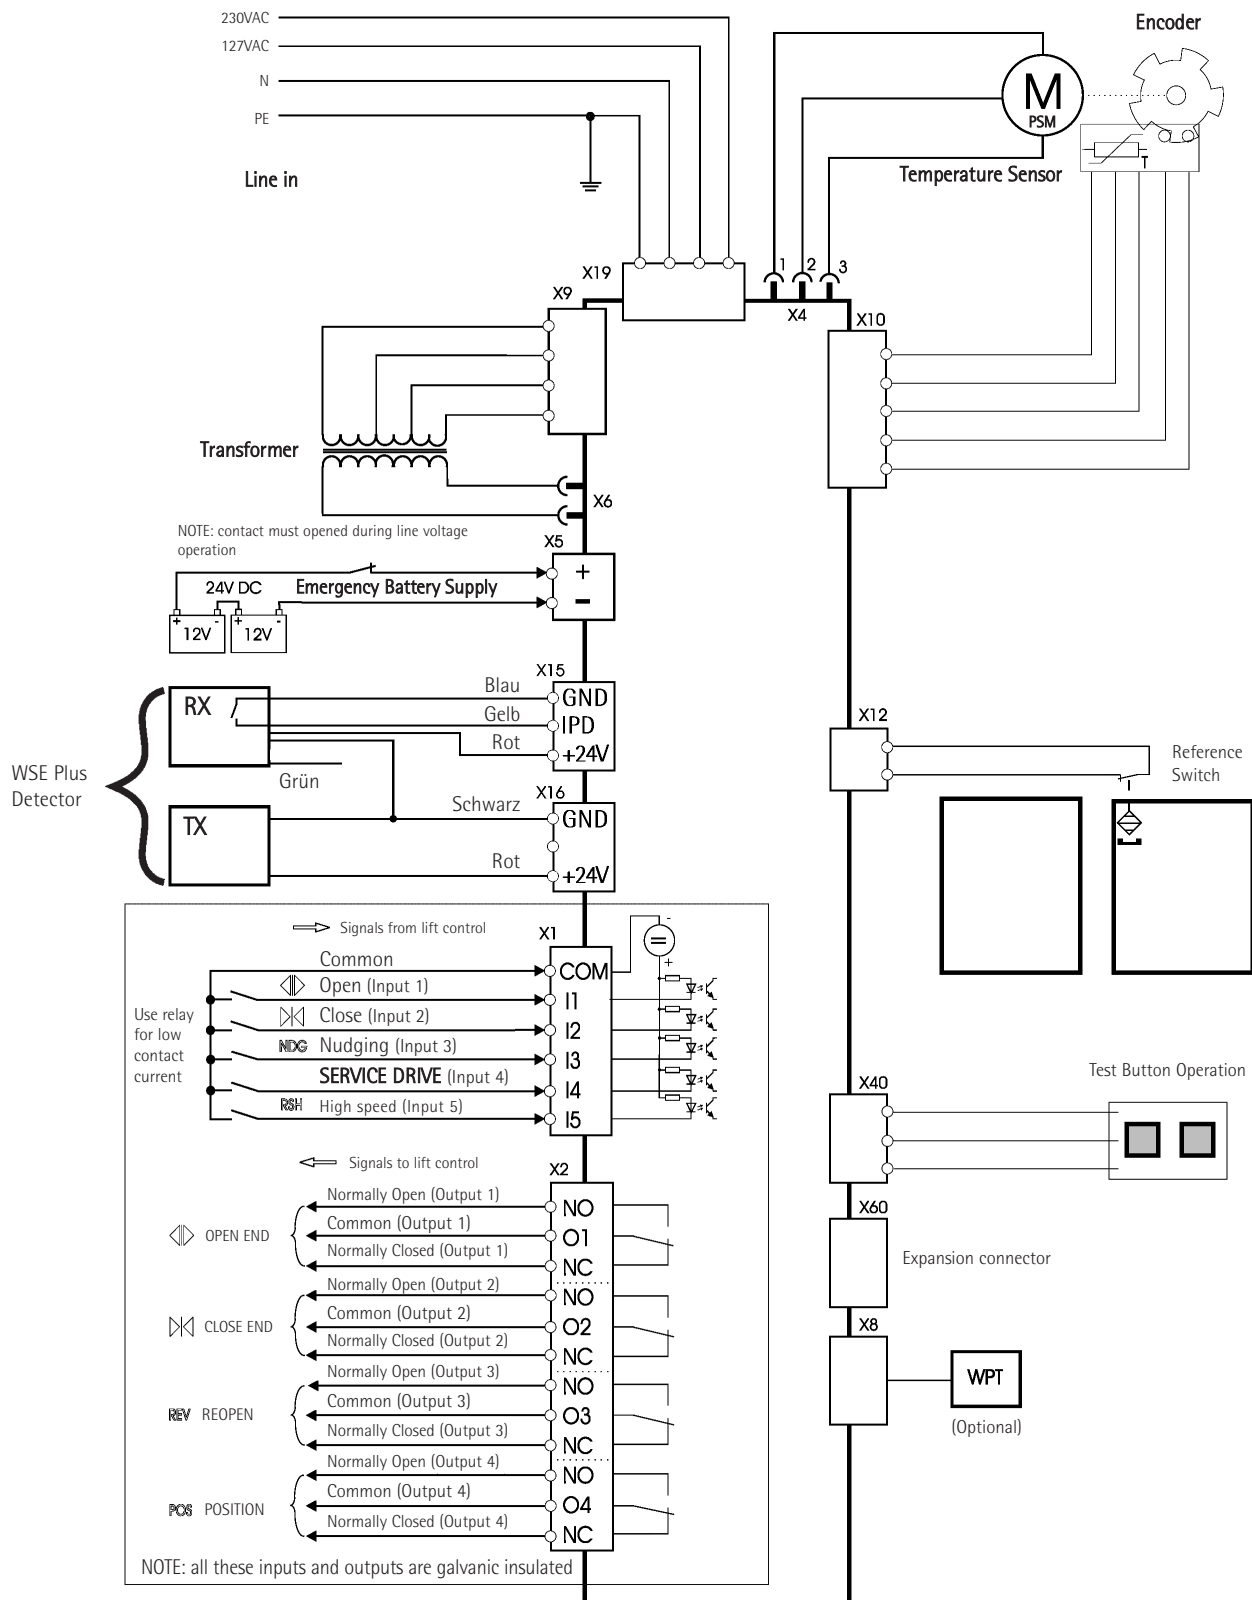 230VAC
127VAC
N
PE
Line in
Encoder
M
PSM
Temperature Sensor
X19
1
2
3
X4
X9
X10
Transformer
X6
NOTE: contact must opened during line voltage
operation
X5
+
-
24V DC
Emergency Battery Supply
+ - + -
12V
12V
X15
Blau
GND
Gelb
IPD
Rot
+24V
RX
Grün
WSE Plus
Detector
X16
Schwarz
GND
TX
Rot
+24V
X12
Reference
Switch
Signals from lift control
X1
-
=
+
Common
COM
Open (Input 1)
I1
Close (Input 2)
I2
NDG Nudging (Input 3)
I3
SERVICE DRIVE (Input 4)
I4
RSH High speed (Input 5)
I5
Use relay
for low
contact
current
Test Button Operation
X40
Signals to lift control
X2
Normally Open (Output 1)
NO
OPEN END
Common (Output 1)
O1
Normally Closed (Output 1)
NC
Normally Open (Output 2)
NO
CLOSE END
Common (Output 2)
O2
Normally Closed (Output 2)
NC
Normally Open (Output 3)
NO
REV REOPEN
Common (Output 3)
O3
Normally Closed (Output 3)
NC
Normally Open (Output 4)
NO
POS POSITION
Common (Output 4)
O4
Normally Closed (Output 4)
NC
NOTE: all these inputs and outputs are galvanic insulated
X60
Expansion connector
X8
WPT
(Optional)